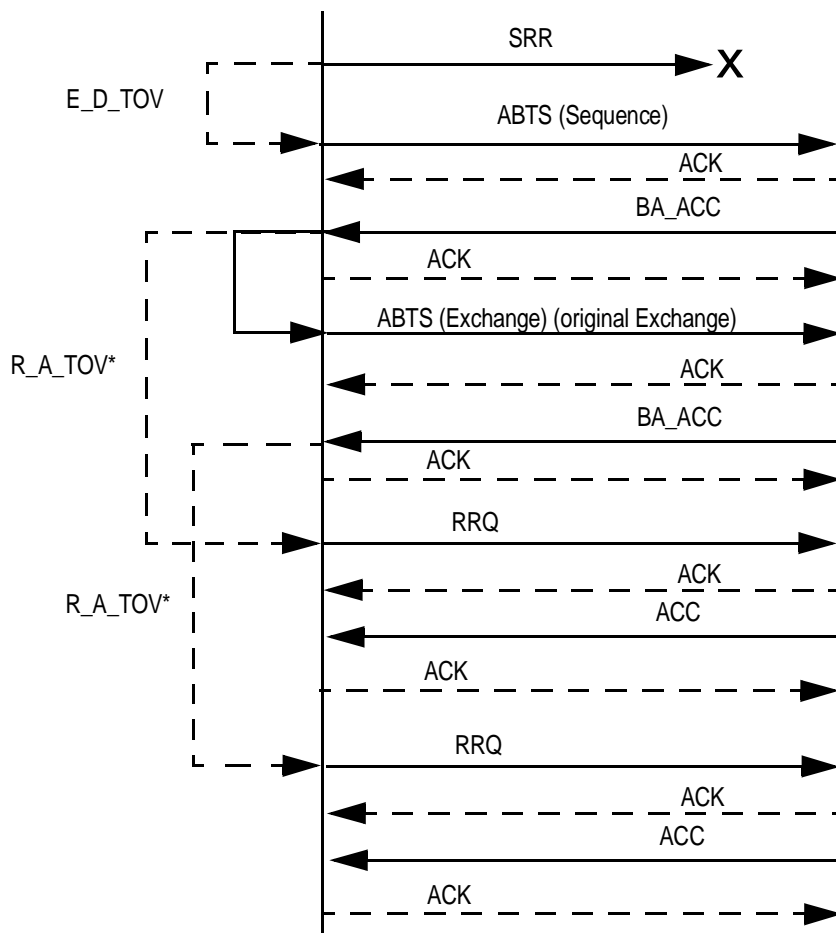 SRR
X
E_D_TOV
ABTS (Sequence)
ACK
BA_ACC
ACK
ABTS (Exchange) (original Exchange)
R_A_TOV*
ACK
BA_ACC
ACK
RRQ
ACK
R_A_TOV*
ACC
ACK
RRQ
ACK
ACC
ACK